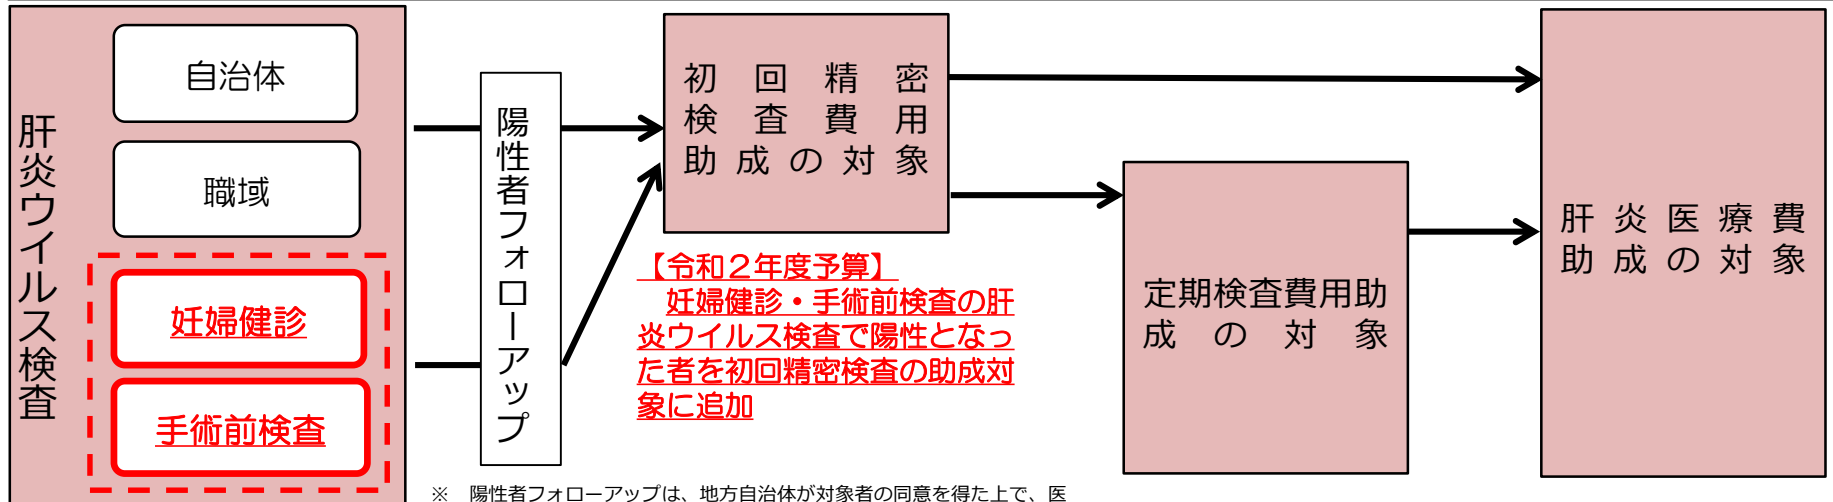 肝炎ウイルス検査
自治体
職域
妊婦健診
手術前検査
陽性者フォローアップ
初回精密
検査費用
助成の対象
【令和２年度予算】
妊婦健診・手術前検査の肝
炎ウイルス検査で陽性となっ
た者を初回精密検査の助成対
象に追加
定期検査費用助
成の対象
肝炎医療費
助成の対象
※　陽性者フォローアップは、地方自治体が対象者の同意を得た上で、医